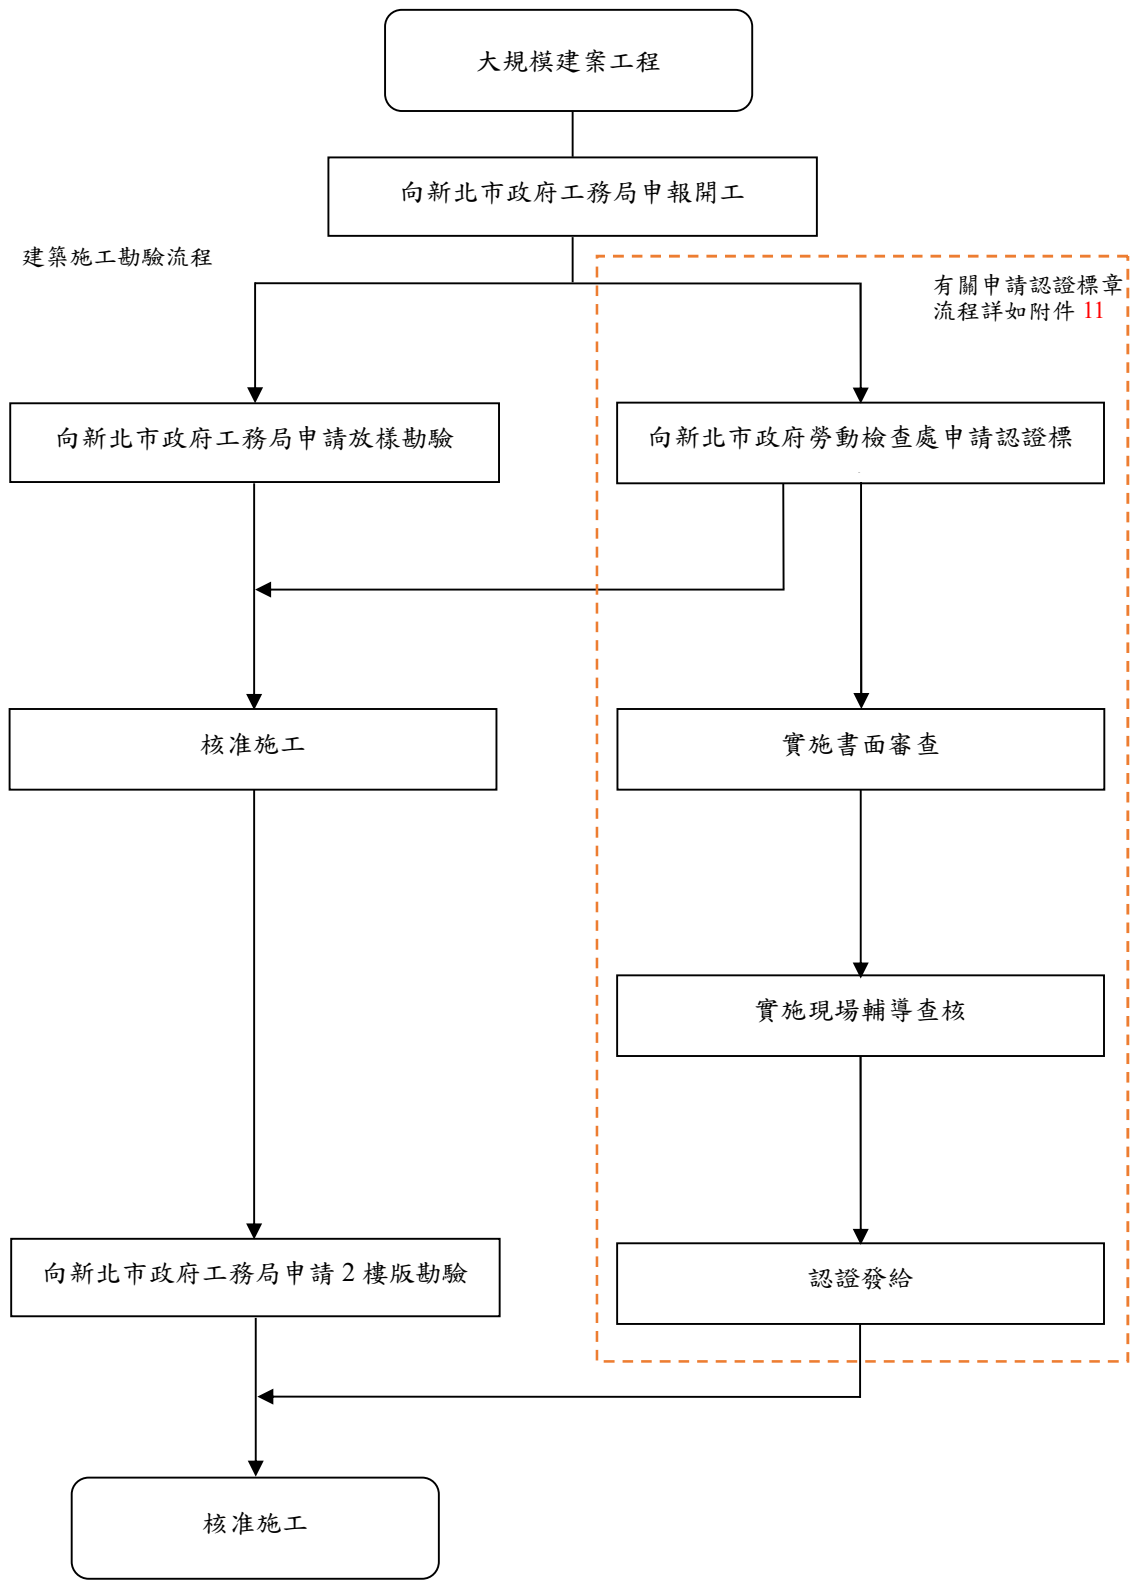 大規模建案工程
向新北市政府工務局申報開工
建築施工勘驗流程
有關申請認證標章
流程詳如附件 11
向新北市政府工務局申請放樣勘驗
向新北市政府勞動檢查處申請認證標
核准施工
實施書面審查
實施現場輔導查核
向新北市政府工務局申請 2 樓版勘驗
認證發給
核准施工